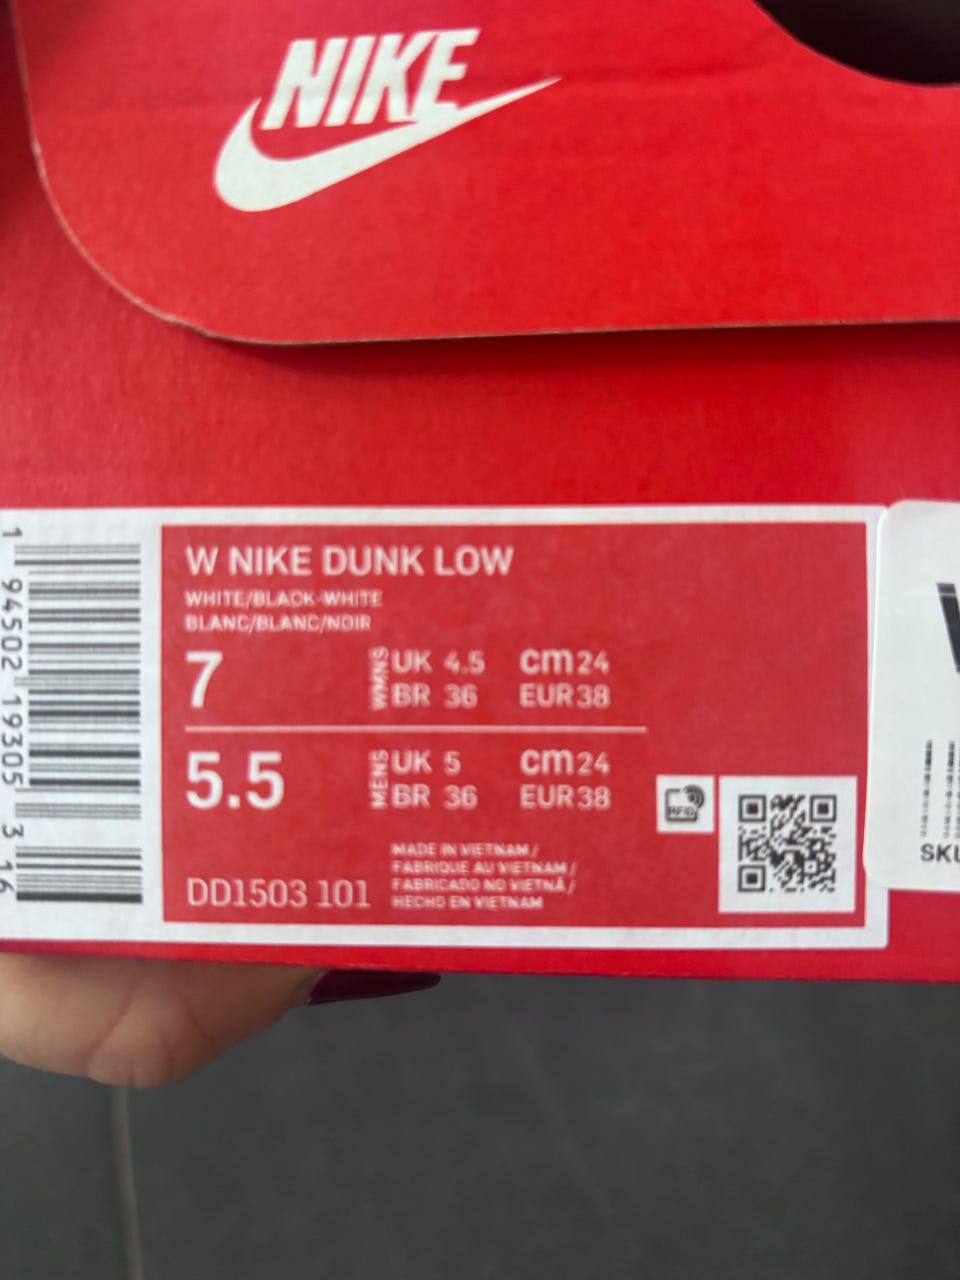 NIKE
W NIKE DUNK LOW
WHITE/BLACK-WHITE
BLANC/BLANC/NOIR
7 WMNS UK 4.5 cm 24
BR 36 EUR 38
5.5 MENS UK 5 cm 24
BR 36 EUR 38
MADE IN VIETNAM /
FABRIQUE AU VIETNAM /
FABRICADO NO VIETNÃ /
HECHO EN VIETNAM
DD1503 101
RFID
1 94502 19305 3 16
SKU